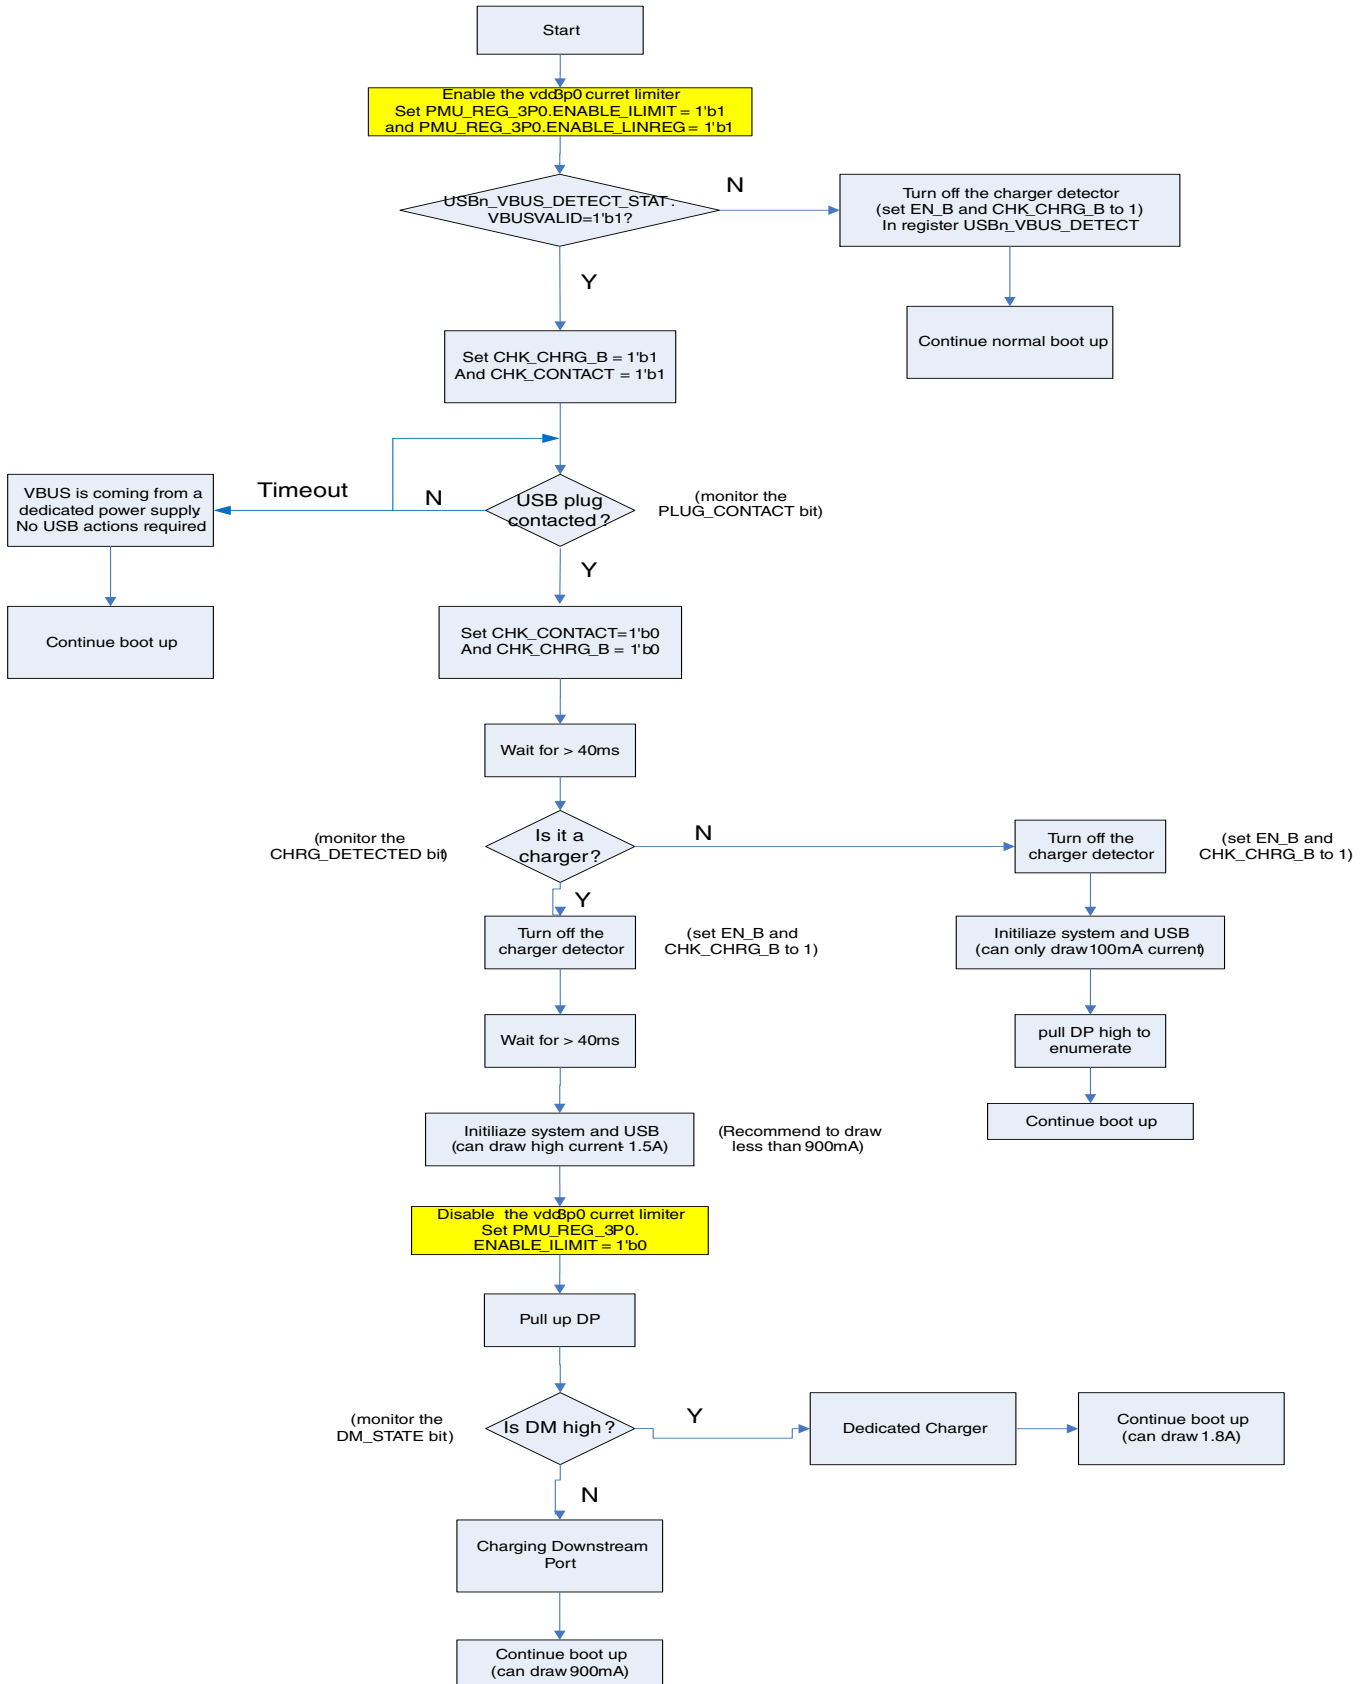 Start
Enable the vdd3p0 curret limiter
Set PMU_REG_3P0.ENABLE_ILIMIT = 1'b1
and PMU_REG_3P0.ENABLE_LINREG = 1'b1
USBn_VBUS_DETECT_STAT.
VBUSVALID=1'b1?
N
Turn off the charger detector
(set EN_B and CHK_CHRG_B to 1)
In register USBn_VBUS_DETECT
Y
Continue normal boot up
Set CHK_CHRG_B = 1'b1
And CHK_CONTACT = 1'b1
VBUS is coming from a
dedicated power supply.
No USB actions required
Timeout
N
USB plug
contacted?
(monitor the
PLUG_CONTACT bit)
Y
Continue boot up
Set CHK_CONTACT=1'b0
And CHK_CHRG_B = 1'b0
Wait for > 40ms
(monitor the
CHRG_DETECTED bit)
Is it a
charger?
N
Turn off the
charger detector
(set EN_B and
CHK_CHRG_B to 1)
Y
Turn off the
charger detector
(set EN_B and
CHK_CHRG_B to 1)
Initiliaze system and USB
(can only draw 100mA current)
Wait for > 40ms
pull DP high to
enumerate
Initiliaze system and USB
(can draw high current- 1.5A)
(Recommend to draw
less than 900mA)
Continue boot up
Disable the vdd3p0 curret limiter
Set PMU_REG_3P0.
ENABLE_ILIMIT = 1'b0
Pull up DP
(monitor the
DM_STATE bit)
Is DM high?
Y
Dedicated Charger
Continue boot up
(can draw 1.8A)
N
Charging Downstream
Port
Continue boot up
(can draw 900mA)